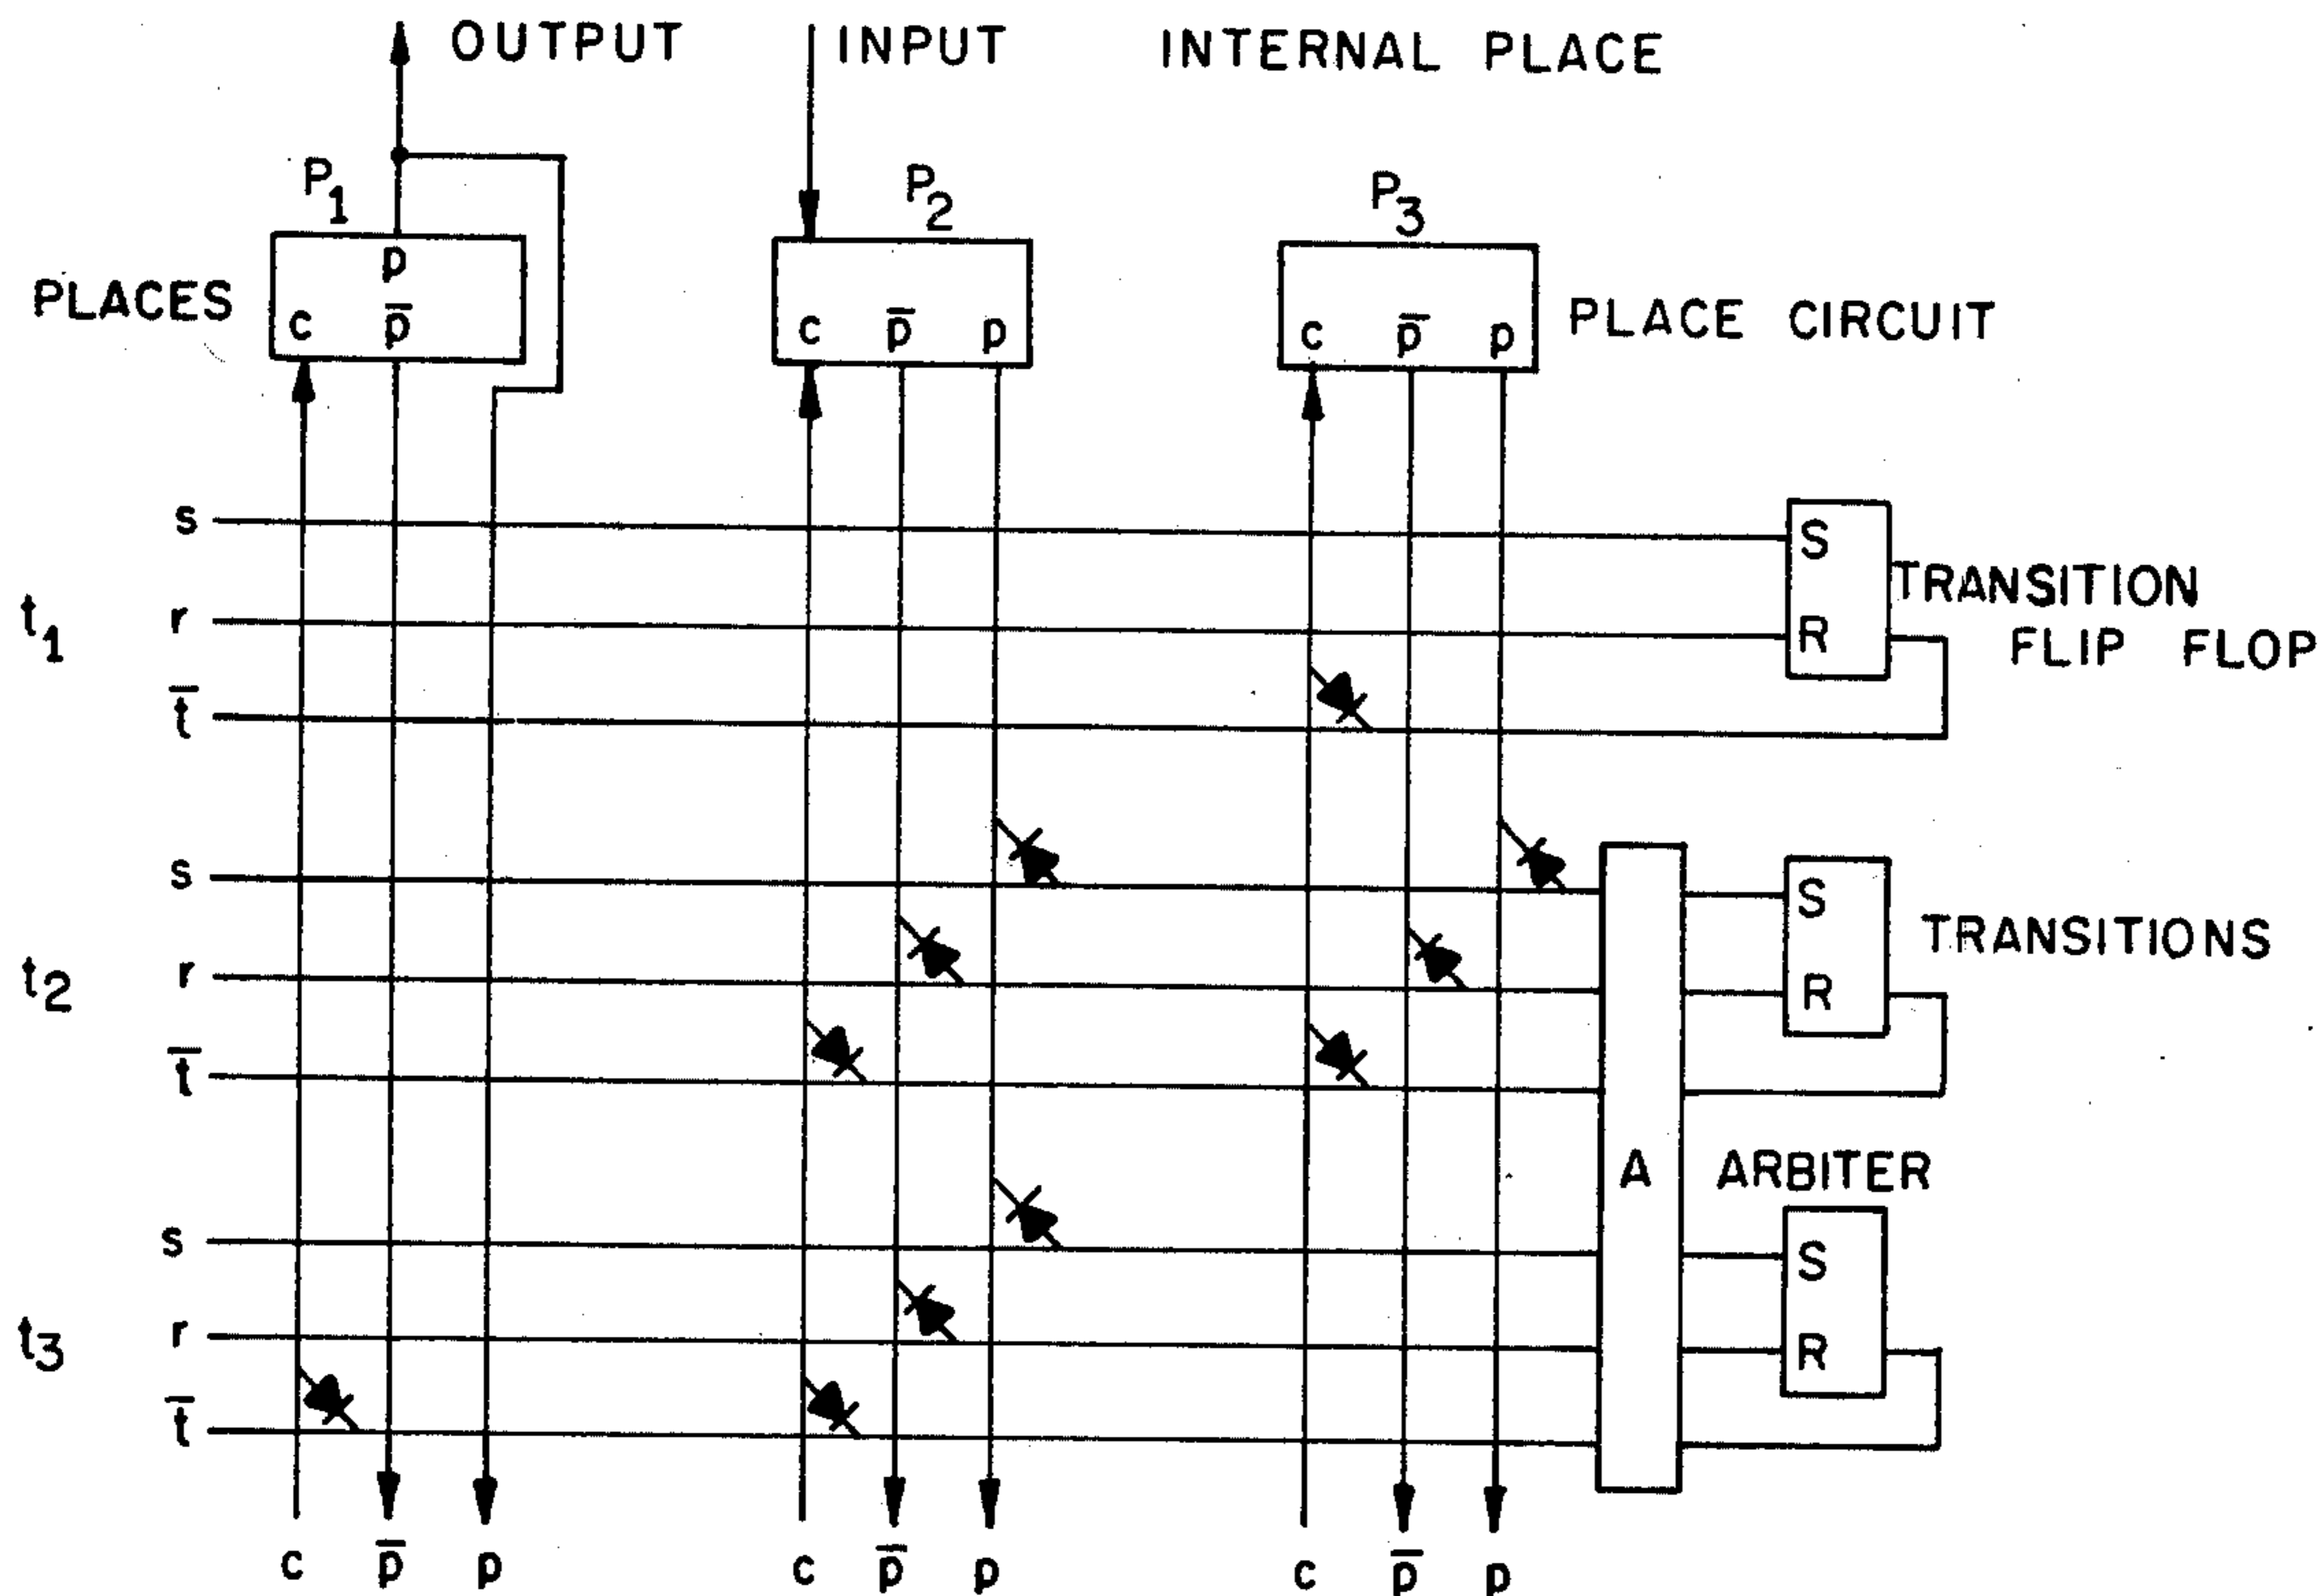 OUTPUT INPUT INTERNAL PLACE
P1 P2 P3
PLACES c p p̄ c p̄ p c p̄ p PLACE CIRCUIT
s S
TRANSITION
t1 r R FLIP FLOP
t̄
s S
TRANSITIONS
t2 r R
t̄
A ARBITER
s S
t3 r R
t̄
c p̄ p c p̄ p c p̄ p